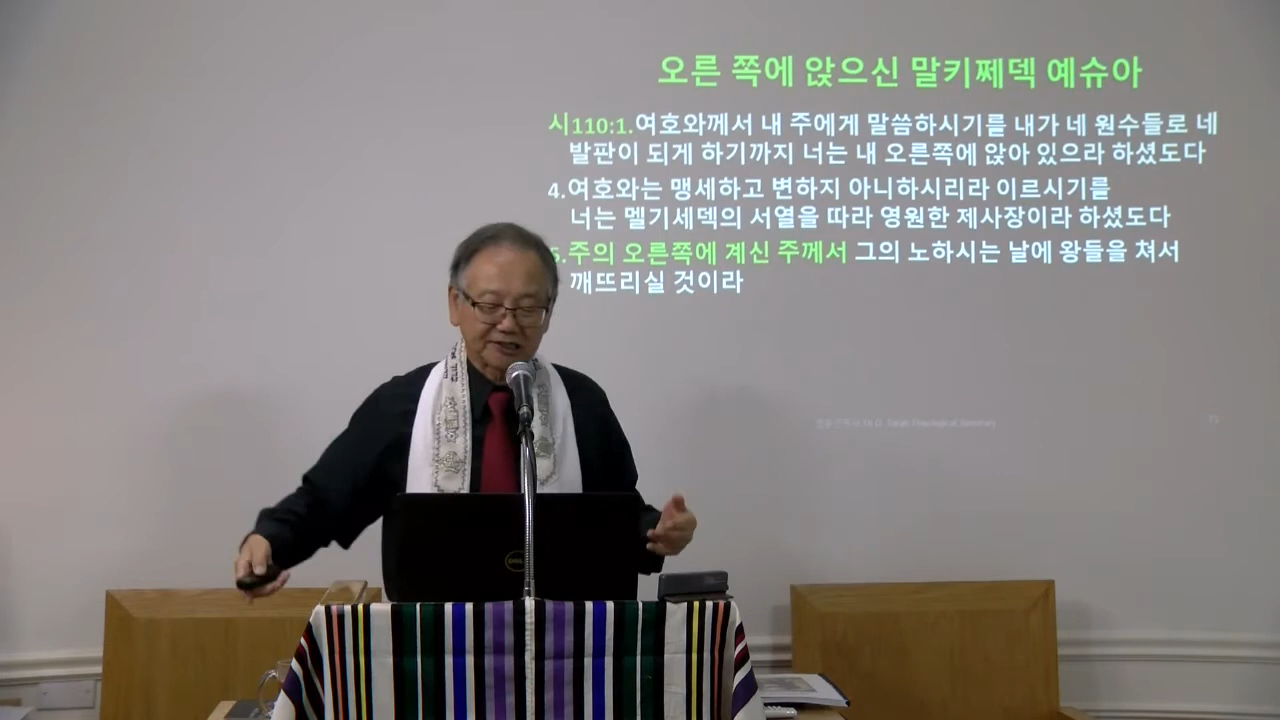 오른 쪽에 앉으신 말키쩨덱 예슈아
시110:1.여호와께서 내 주에게 말씀하시기를 내가 네 원수들로 네
발판이 되게 하기까지 너는 내 오른쪽에 앉아 있으라 하셨도다
4.여호와는 맹세하고 변하지 아니하시리라 이르시기를
너는 멜기세덱의 서열을 따라 영원한 제사장이라 하셨도다
5.주의 오른쪽에 계신 주께서 그의 노하시는 날에 왕들을 쳐서
깨뜨리실 것이라
Theological Seminary
DELL